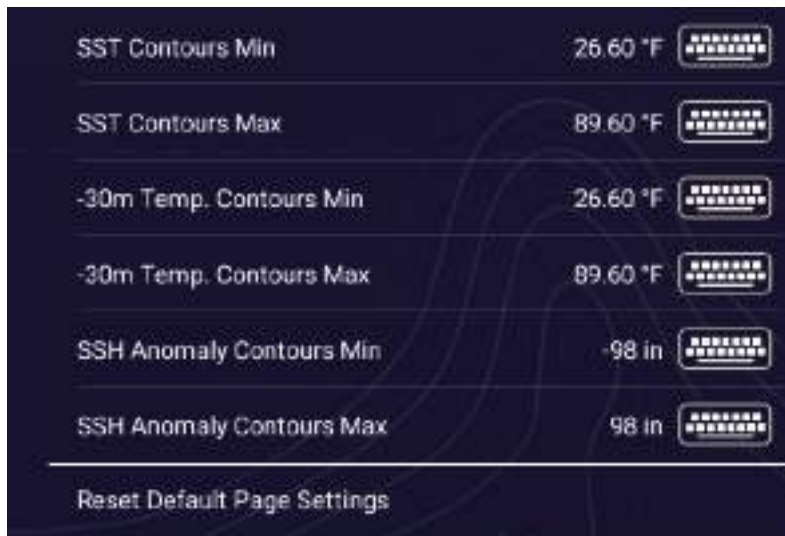 SST Contours Min 26.60 °F
SST Contours Max 89.60 °F
-30m Temp. Contours Min 26.60 °F
-30m Temp. Contours Max 89.60 °F
SSH Anomaly Contours Min -98 in
SSH Anomaly Contours Max 98 in
Reset Default Page Settings